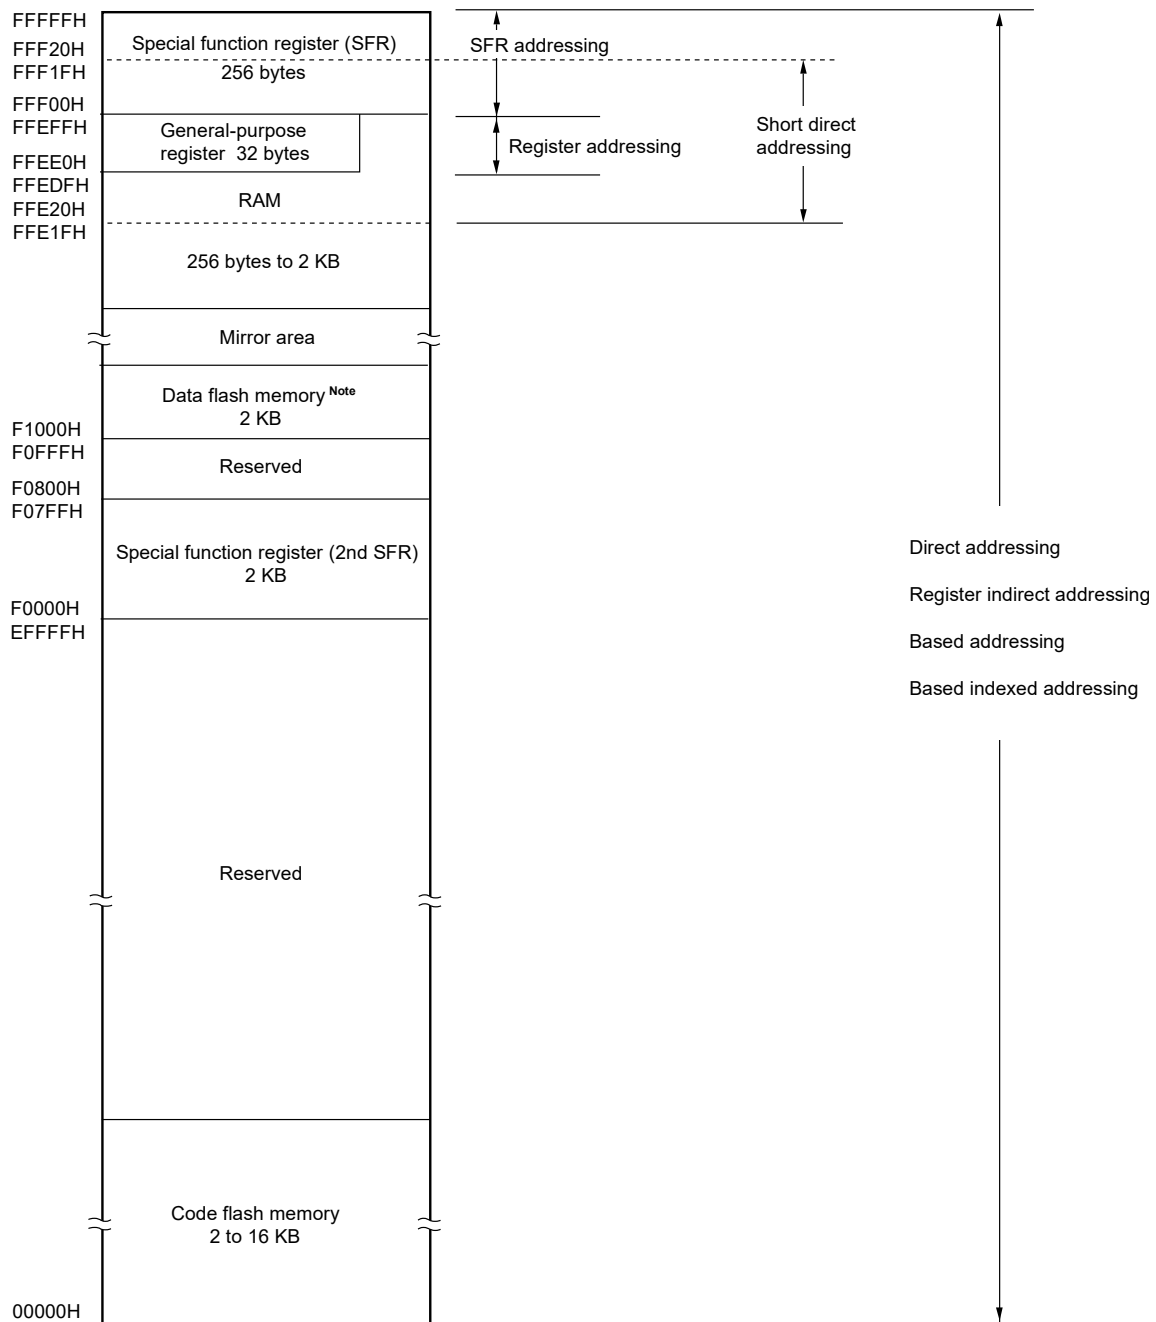 FFFFFH
Special function register (SFR)
SFR addressing
FFF20H
FFF1FH
256 bytes
FFF00H
FFEFFH
General-purpose
register 32 bytes
Register addressing
Short direct
addressing
FFEE0H
FFEDFH
RAM
FFE20H
FFE1FH
256 bytes to 2 KB
Mirror area
Data flash memory Note
2 KB
F1000H
F0FFFH
Reserved
F0800H
F07FFH
Special function register (2nd SFR)
2 KB
F0000H
EFFFFH
Direct addressing
Register indirect addressing
Based addressing
Based indexed addressing
Reserved
Code flash memory
2 to 16 KB
00000H